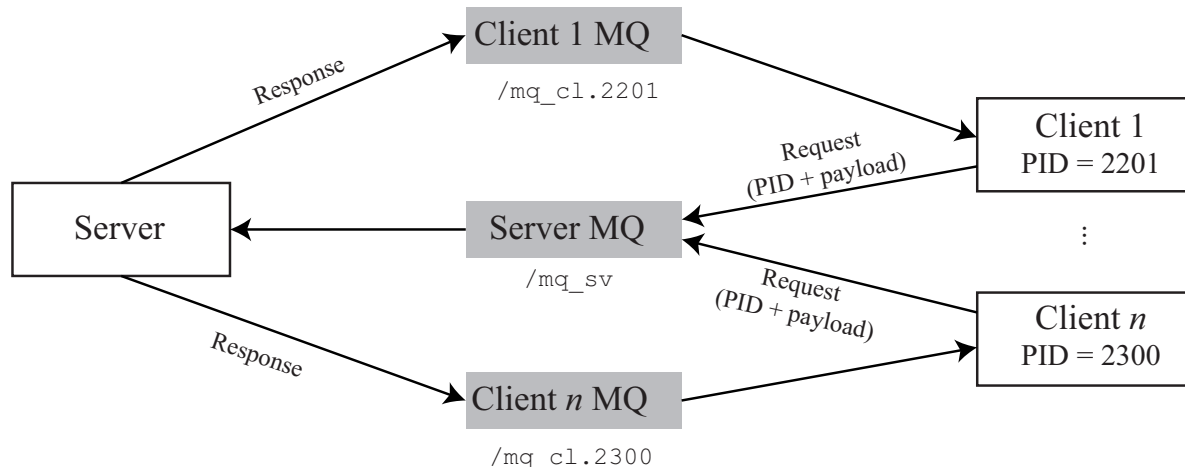 Client 1 MQ
Response
/mq_cl.2201
Client 1
PID = 2201
Request
(PID + payload)
Server
Server MQ
⋮
/mq_sv
Request
(PID + payload)
Client n
PID = 2300
Response
Client n MQ
/mq_cl.2300